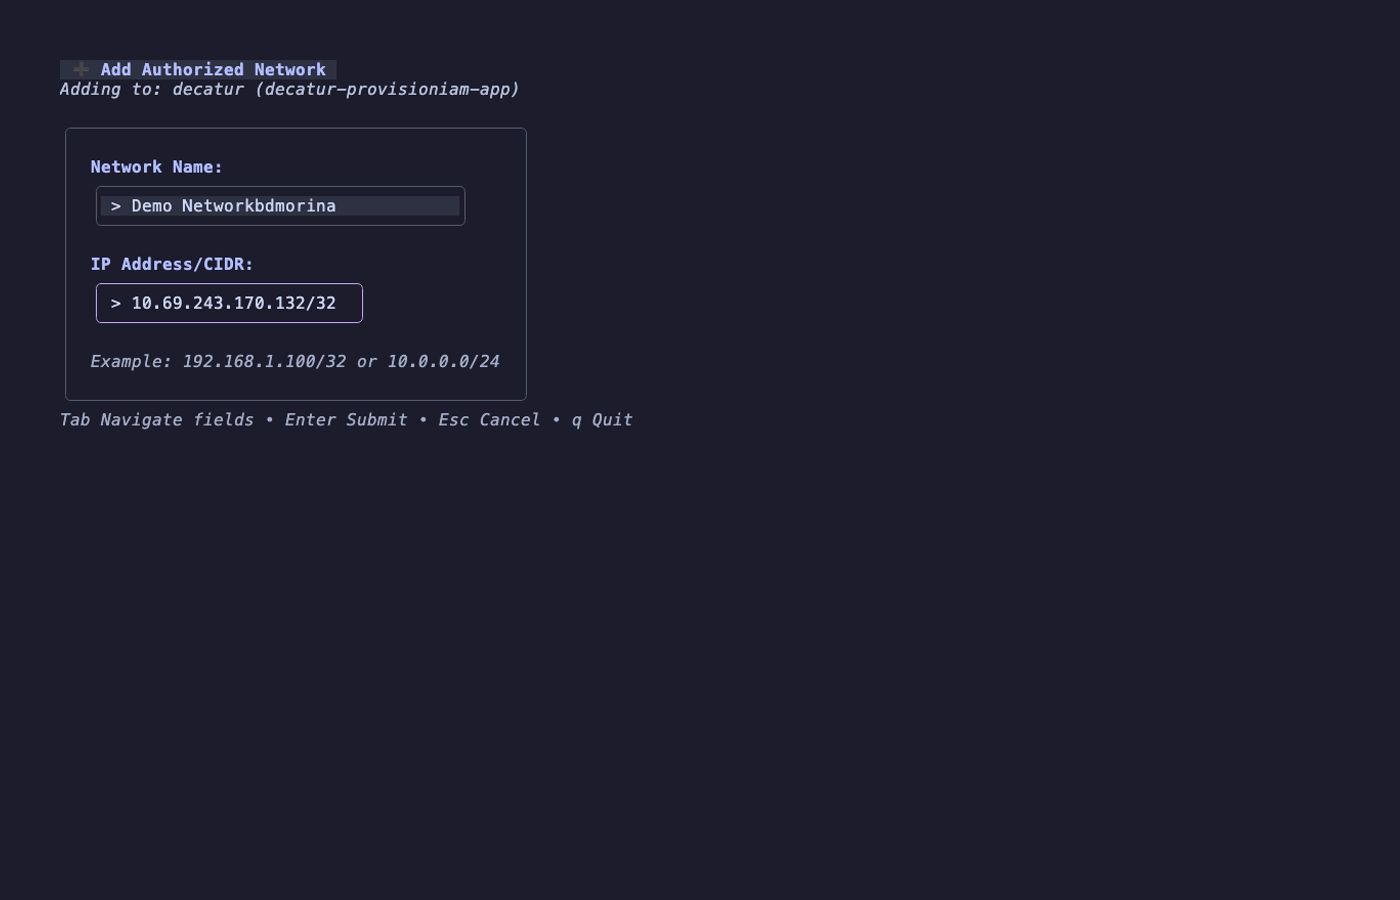 ➕ Add Authorized Network
Adding to: decatur (decatur-provisioniam-app)
Network Name:
> Demo Networkbdmorina
IP Address/CIDR:
> 10.69.243.170.132/32
Example: 192.168.1.100/32 or 10.0.0.0/24
Tab Navigate fields • Enter Submit • Esc Cancel • q Quit